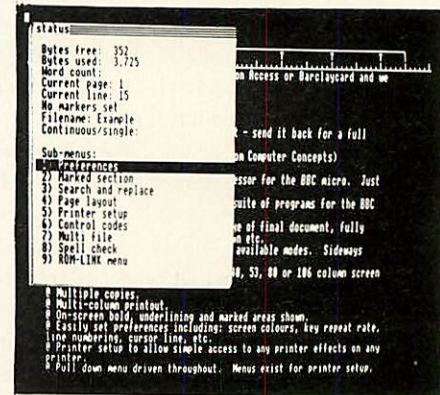 status
Bytes free: 352
Bytes used: 3,725
Word count:
Current page: 1
Current line: 15
No markers set
Filename: Example
Continuous/single:
Sub-menus:
1) Preferences
2) Marked section
3) Search and replace
4) Page layout
5) Printer setup
6) Control codes
7) Multi file
8) Spell check
9) ROM-LINK menu
on Access or Barclaycard and we
- send it back for a full
Computer Concepts)
for the BBC micro. Just
suite of programs for the BBC
of final document, fully
etc.
available modes. Sideways
53, 80 or 106 column screen
Multiple copies.
Multi-column printout.
On-screen bold, underlining and marked areas shown.
Easily set preferences including: screen colours, key repeat rate,
line numbering, cursor line, etc.
Printer setup to allow simple access to any printer effects on any
printer.
Pull down menu driven throughout. Menus exist for printer setup,